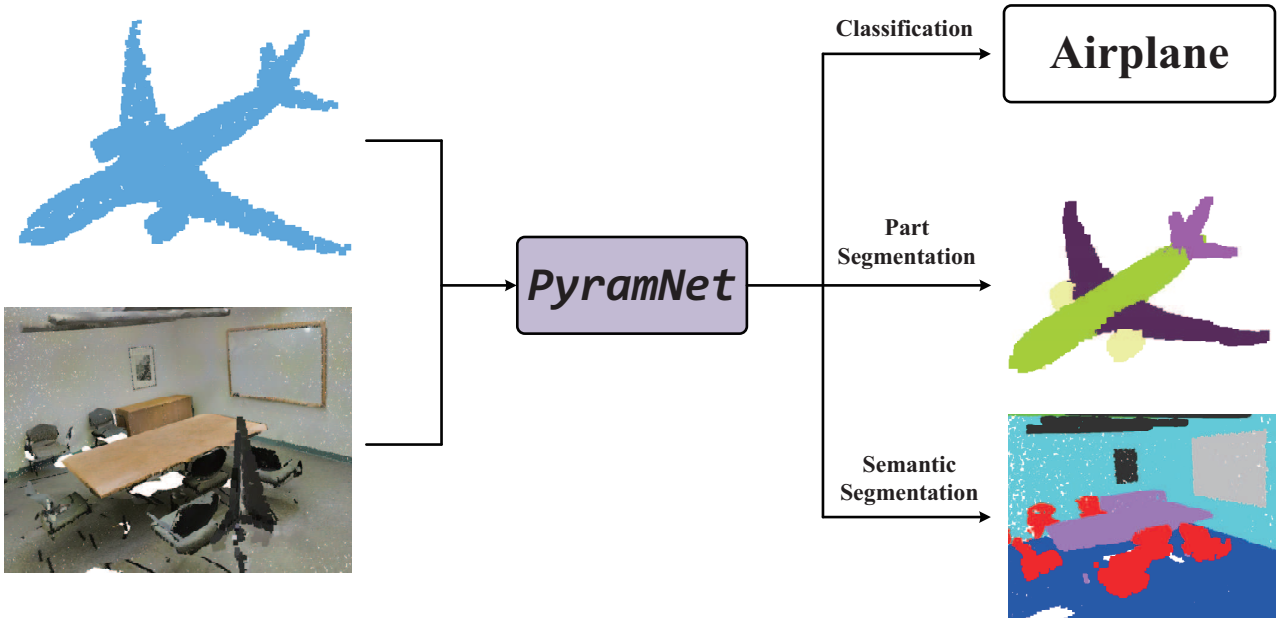 Classification
Airplane
PyramNet
Part
Segmentation
Semantic
Segmentation